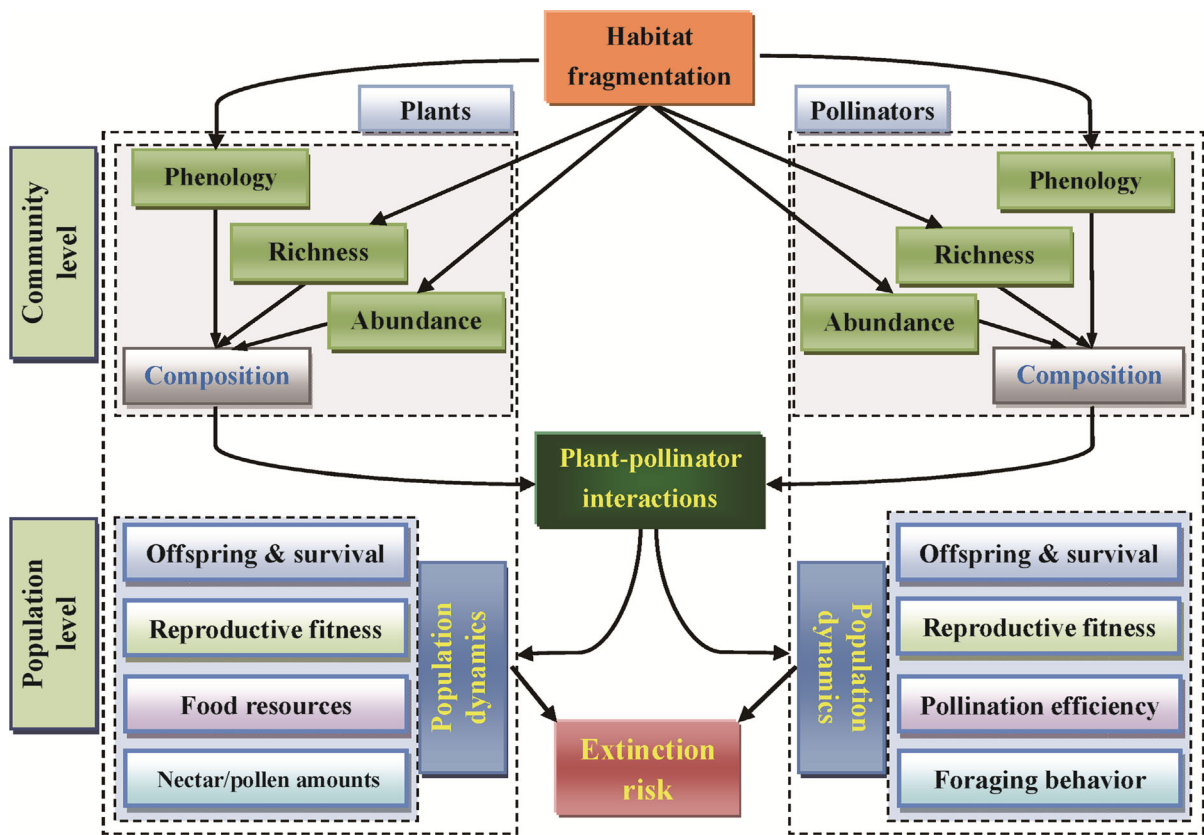 Habitat
fragmentation
Plants
Pollinators
Community
level
Phenology
Richness
Abundance
Composition
Phenology
Richness
Abundance
Composition
Plant-pollinator
interactions
Population
level
Offspring & survival
Reproductive fitness
Food resources
Nectar/pollen amounts
Population
dynamics
Population
dynamics
Offspring & survival
Reproductive fitness
Pollination efficiency
Foraging behavior
Extinction
risk